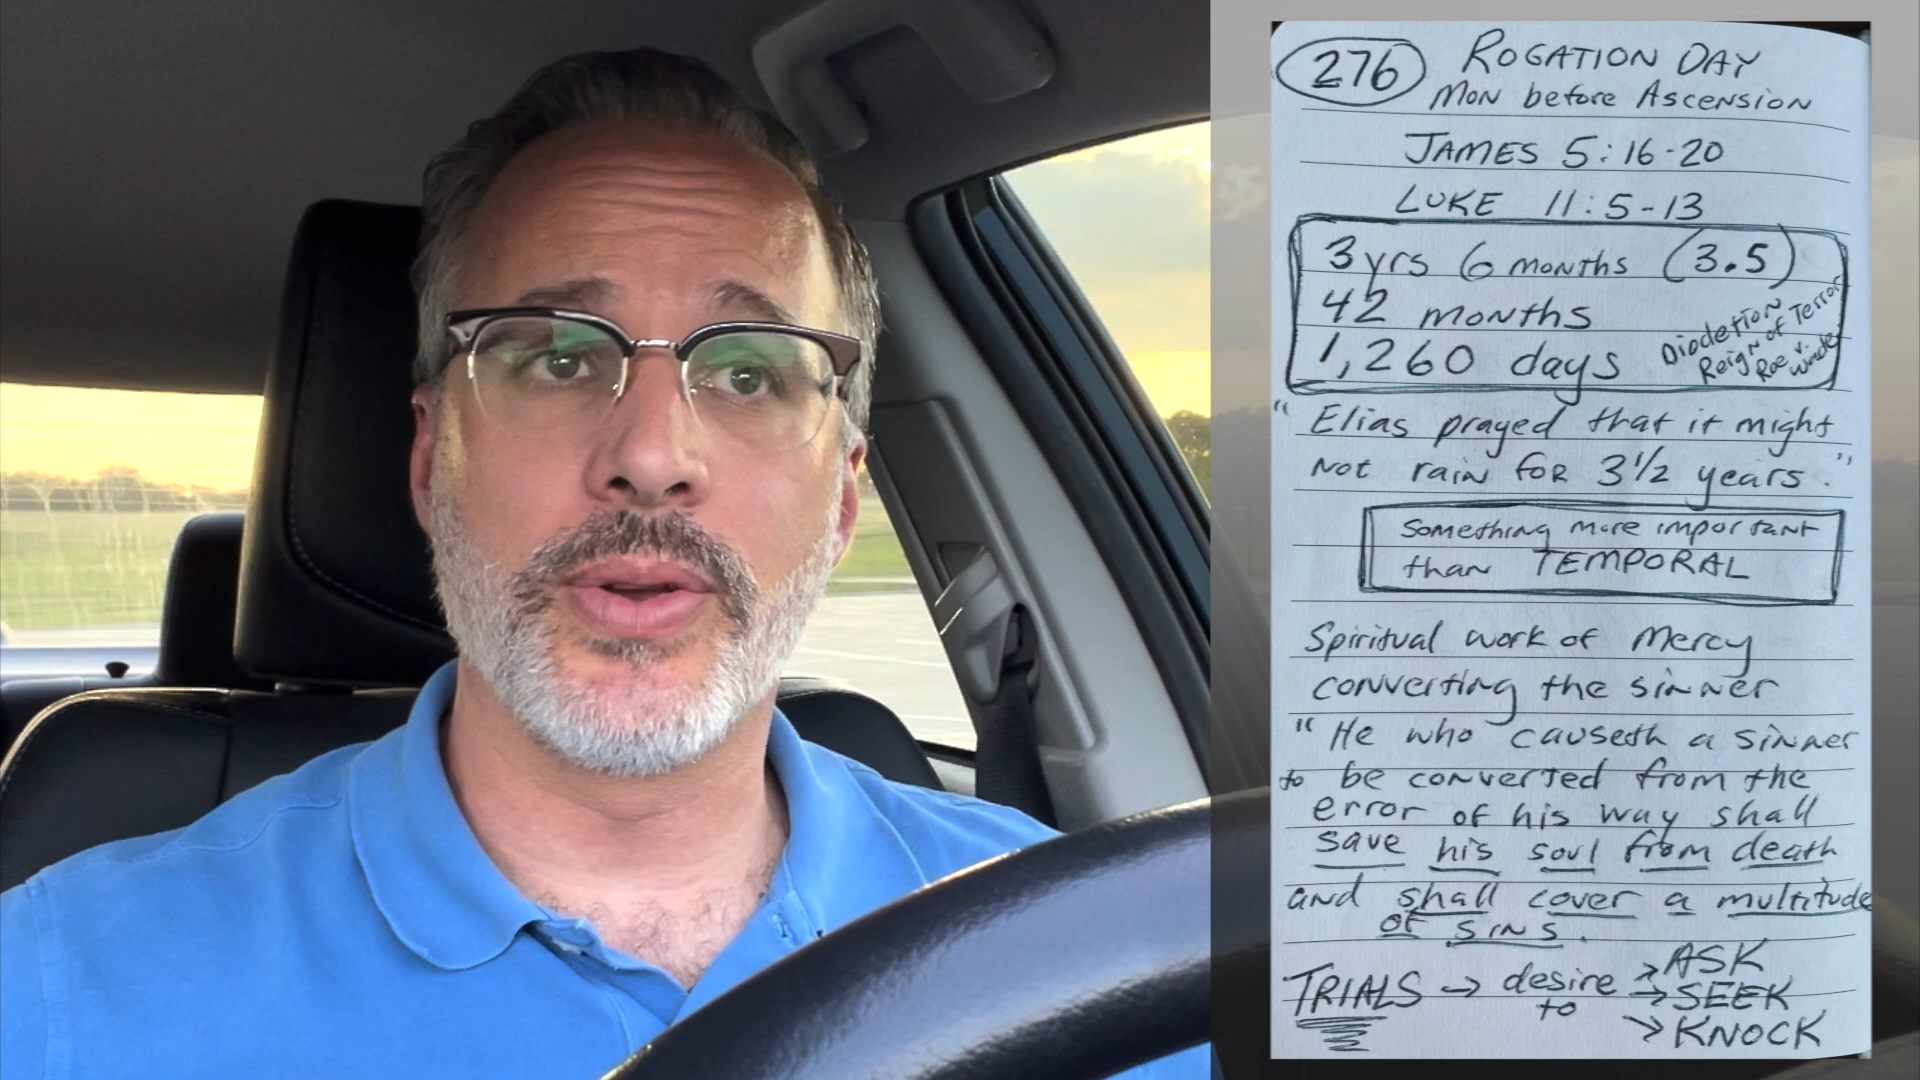 276
ROGATION DAY
Mon before Ascension
JAMES 5:16-20
LUKE 11:5-13
3 yrs 6 months (3.5)
42 months
1,260 days
Diocletion
Reign of Terror
Roe v. Wade
"Elias prayed that it might
not rain for 3 1/2 years."
Something more important
than TEMPORAL
Spiritual work of Mercy
converting the sinner
"He who causeth a sinner
to be converted from the
error of his way shall
save his soul from death
and shall cover a multitude
of sins.
TRIALS → desire to → ASK
→ SEEK
→ KNOCK